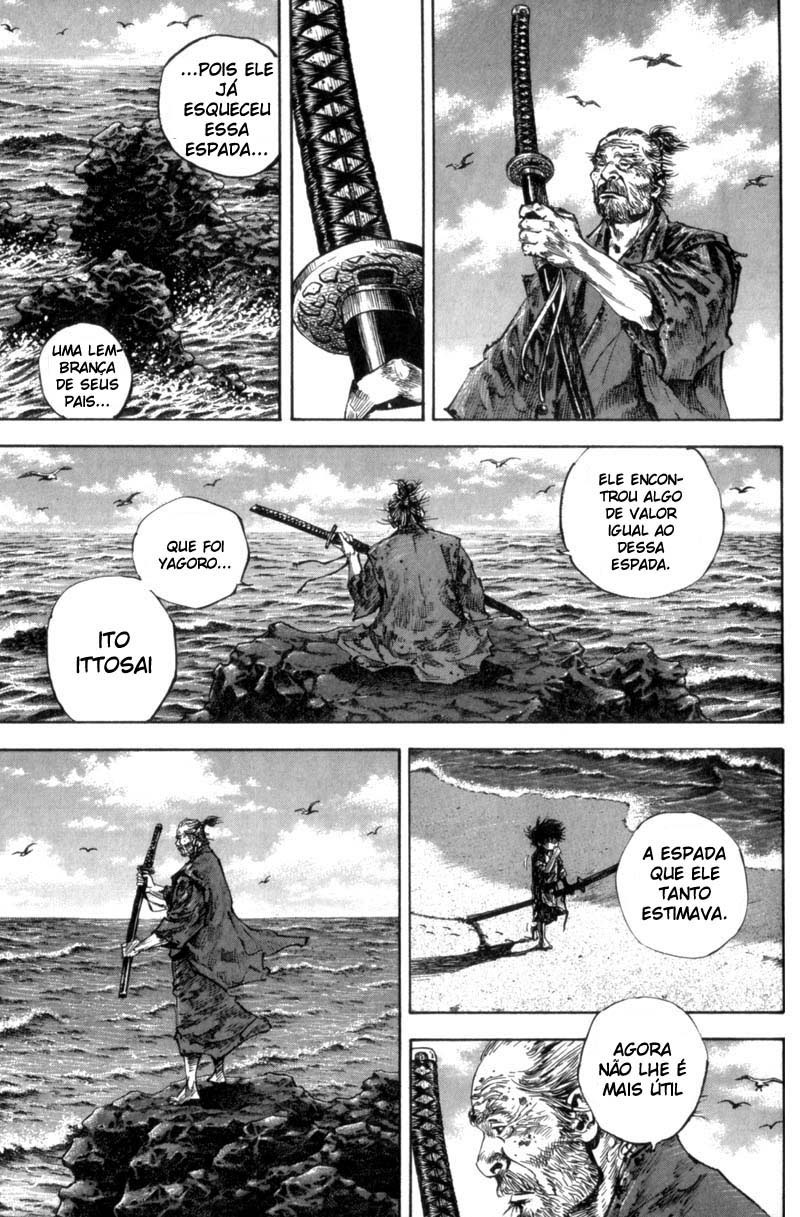 ...POIS ELE
JÁ
ESQUECEU
ESSA
ESPADA...
UMA LEM-
BRANÇA
DE SEUS
PAIS...
ELE ENCON-
TROU ALGO
DE VALOR
IGUAL AO
DESSA
ESPADA.
QUE FOI
YAGORO...
ITO
ITTOSAI
A ESPADA
QUE ELE
TANTO
ESTIMAVA.
AGORA
NÃO LHE É
MAIS ÚTIL